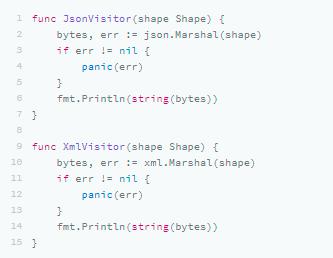 1 func JsonVisitor(shape Shape) {
2     bytes, err := json.Marshal(shape)
3     if err != nil {
4         panic(err)
5     }
6     fmt.Println(string(bytes))
7 }
8
9 func XmlVisitor(shape Shape) {
10     bytes, err := xml.Marshal(shape)
11     if err != nil {
12         panic(err)
13     }
14     fmt.Println(string(bytes))
15 }